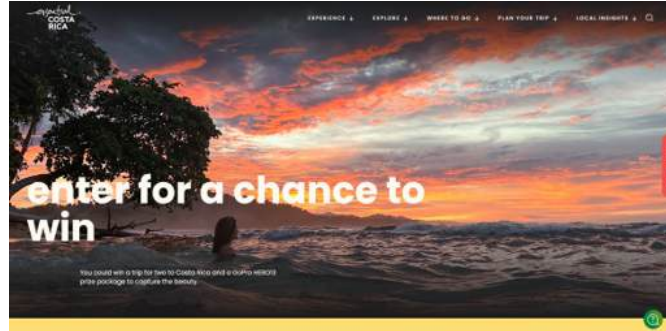 essential
COSTA
RICA
EXPERIENCE ↓ EXPLORE ↓ WHERE TO GO ↓ PLAN YOUR TRIP ↓ LOCAL INSIGHTS ↓
enter for a chance to
win
You could win a trip for two to Costa Rica and a GoPro HERO13
prize package to capture the beauty.